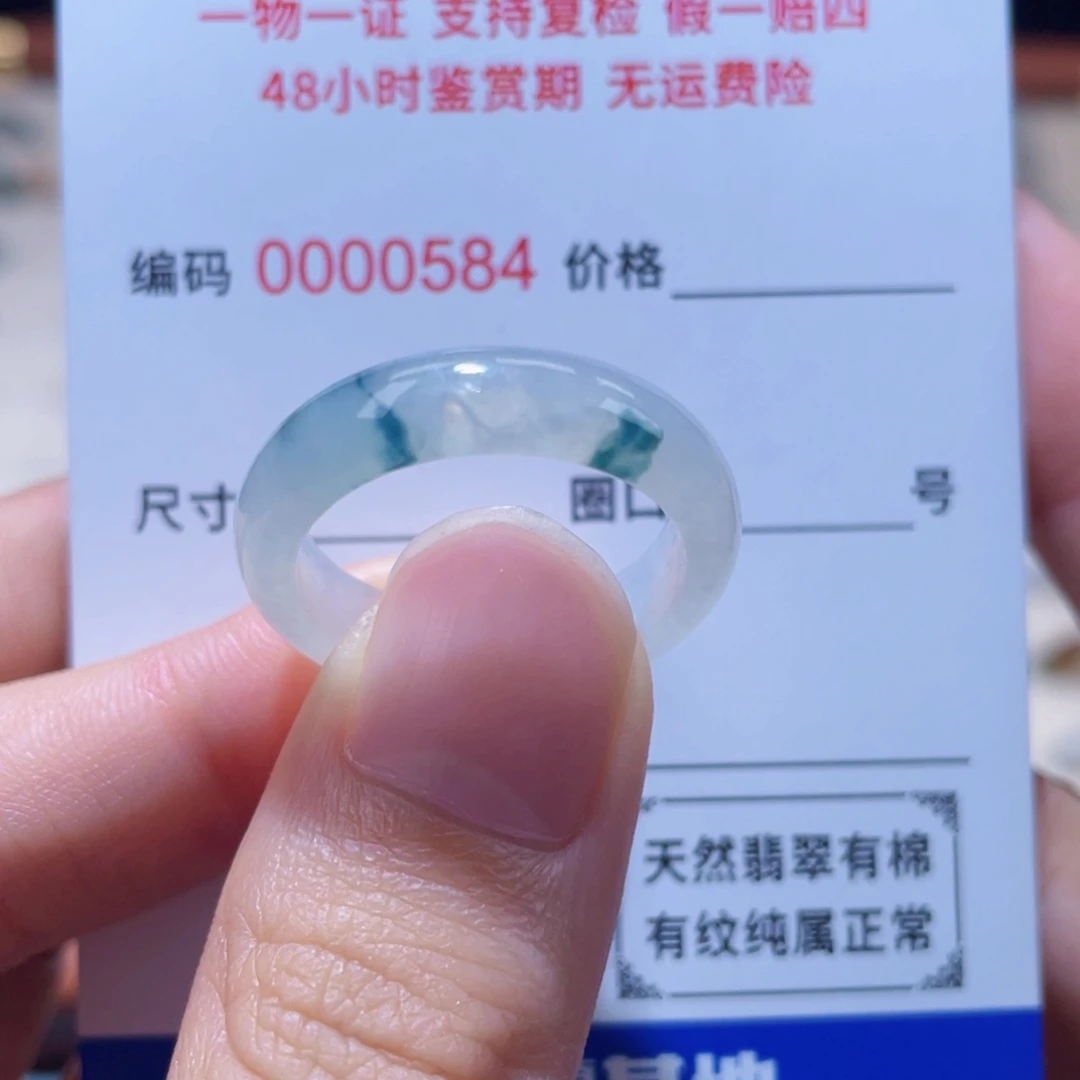 一物一证 支持复检 假一赔四
48小时鉴赏期 无运费险
编码 0000584 价格
尺寸 圈口 号
天然翡翠有棉
有纹纯属正常
基地